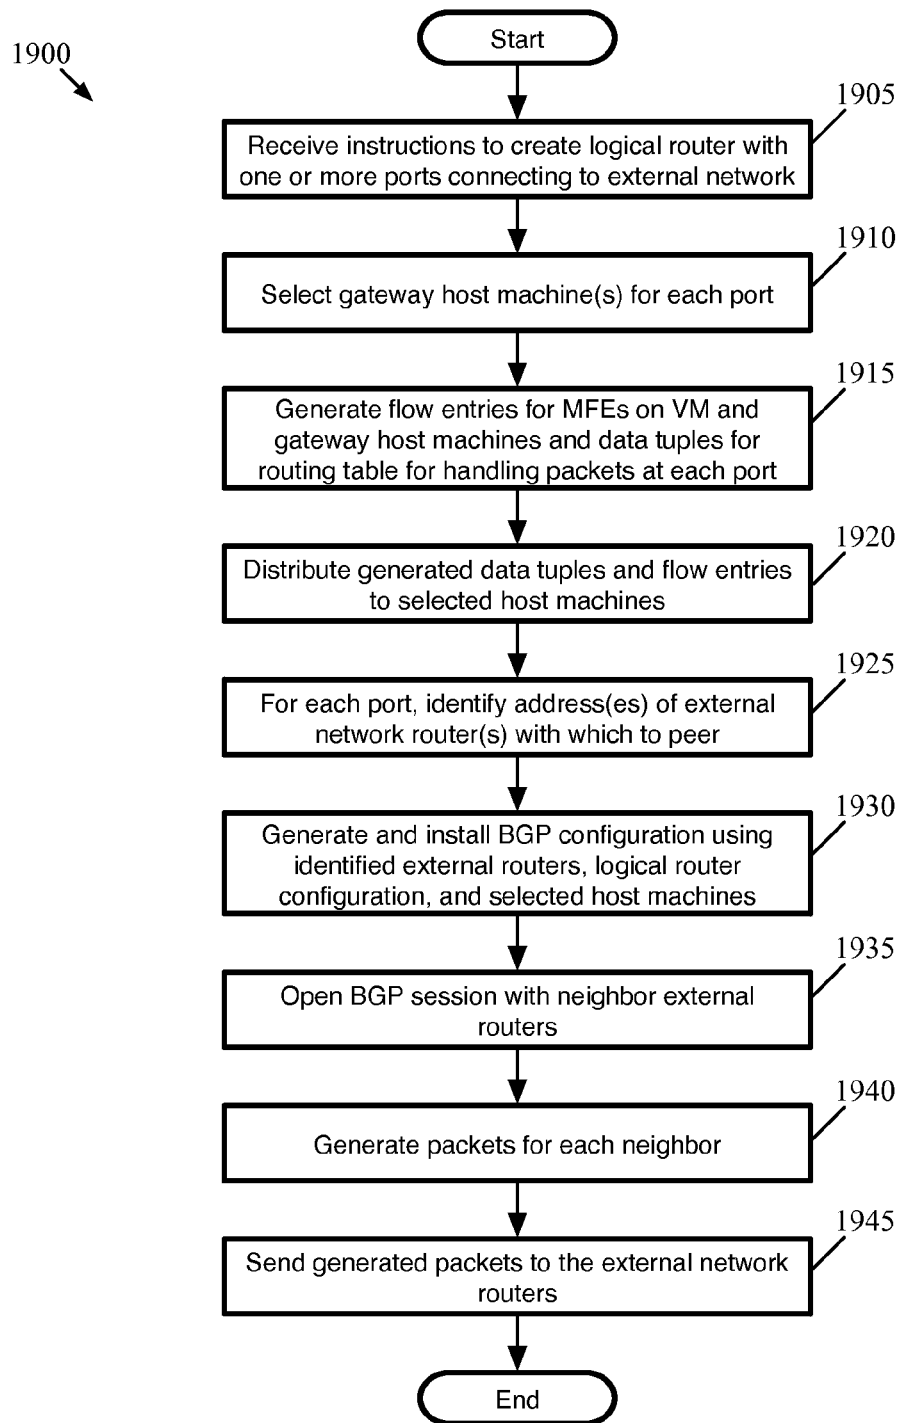 1900
Start
1905
Receive instructions to create logical router with
one or more ports connecting to external network
1910
Select gateway host machine(s) for each port
1915
Generate flow entries for MFEs on VM and
gateway host machines and data tuples for
routing table for handling packets at each port
1920
Distribute generated data tuples and flow entries
to selected host machines
1925
For each port, identify address(es) of external
network router(s) with which to peer
1930
Generate and install BGP configuration using
identified external routers, logical router
configuration, and selected host machines
1935
Open BGP session with neighbor external
routers
1940
Generate packets for each neighbor
1945
Send generated packets to the external network
routers
End